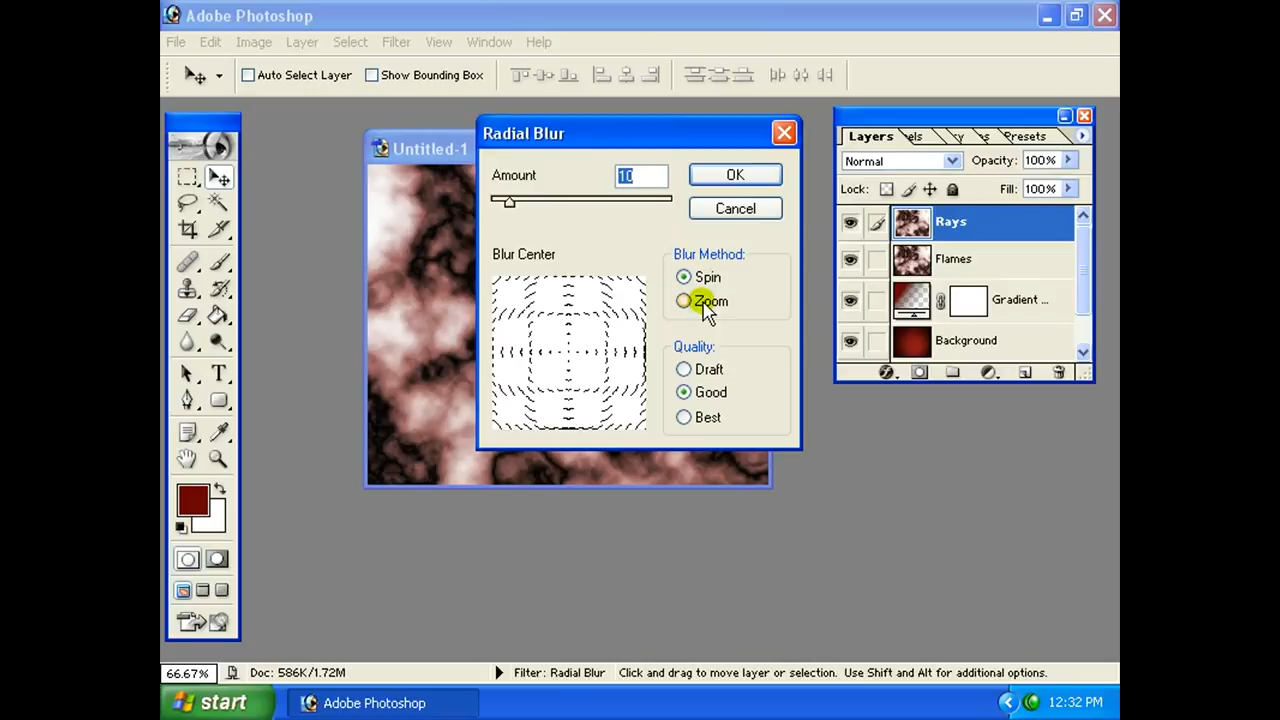 Adobe Photoshop
File Edit Image Layer Select Filter View Window Help
Auto Select Layer Show Bounding Box
Untitled-1
Radial Blur
Amount 10 OK
Cancel
Blur Center
Blur Method:
Spin
Zoom
Quality:
Draft
Good
Best
Layers els y s Presets
Normal Opacity: 100%
Lock: Fill: 100%
Rays
Flames
Gradient ...
Background
66.67% Doc: 586K/1.72M Filter: Radial Blur Click and drag to move layer or selection. Use Shift and Alt for additional options.
start Adobe Photoshop 12:32 PM